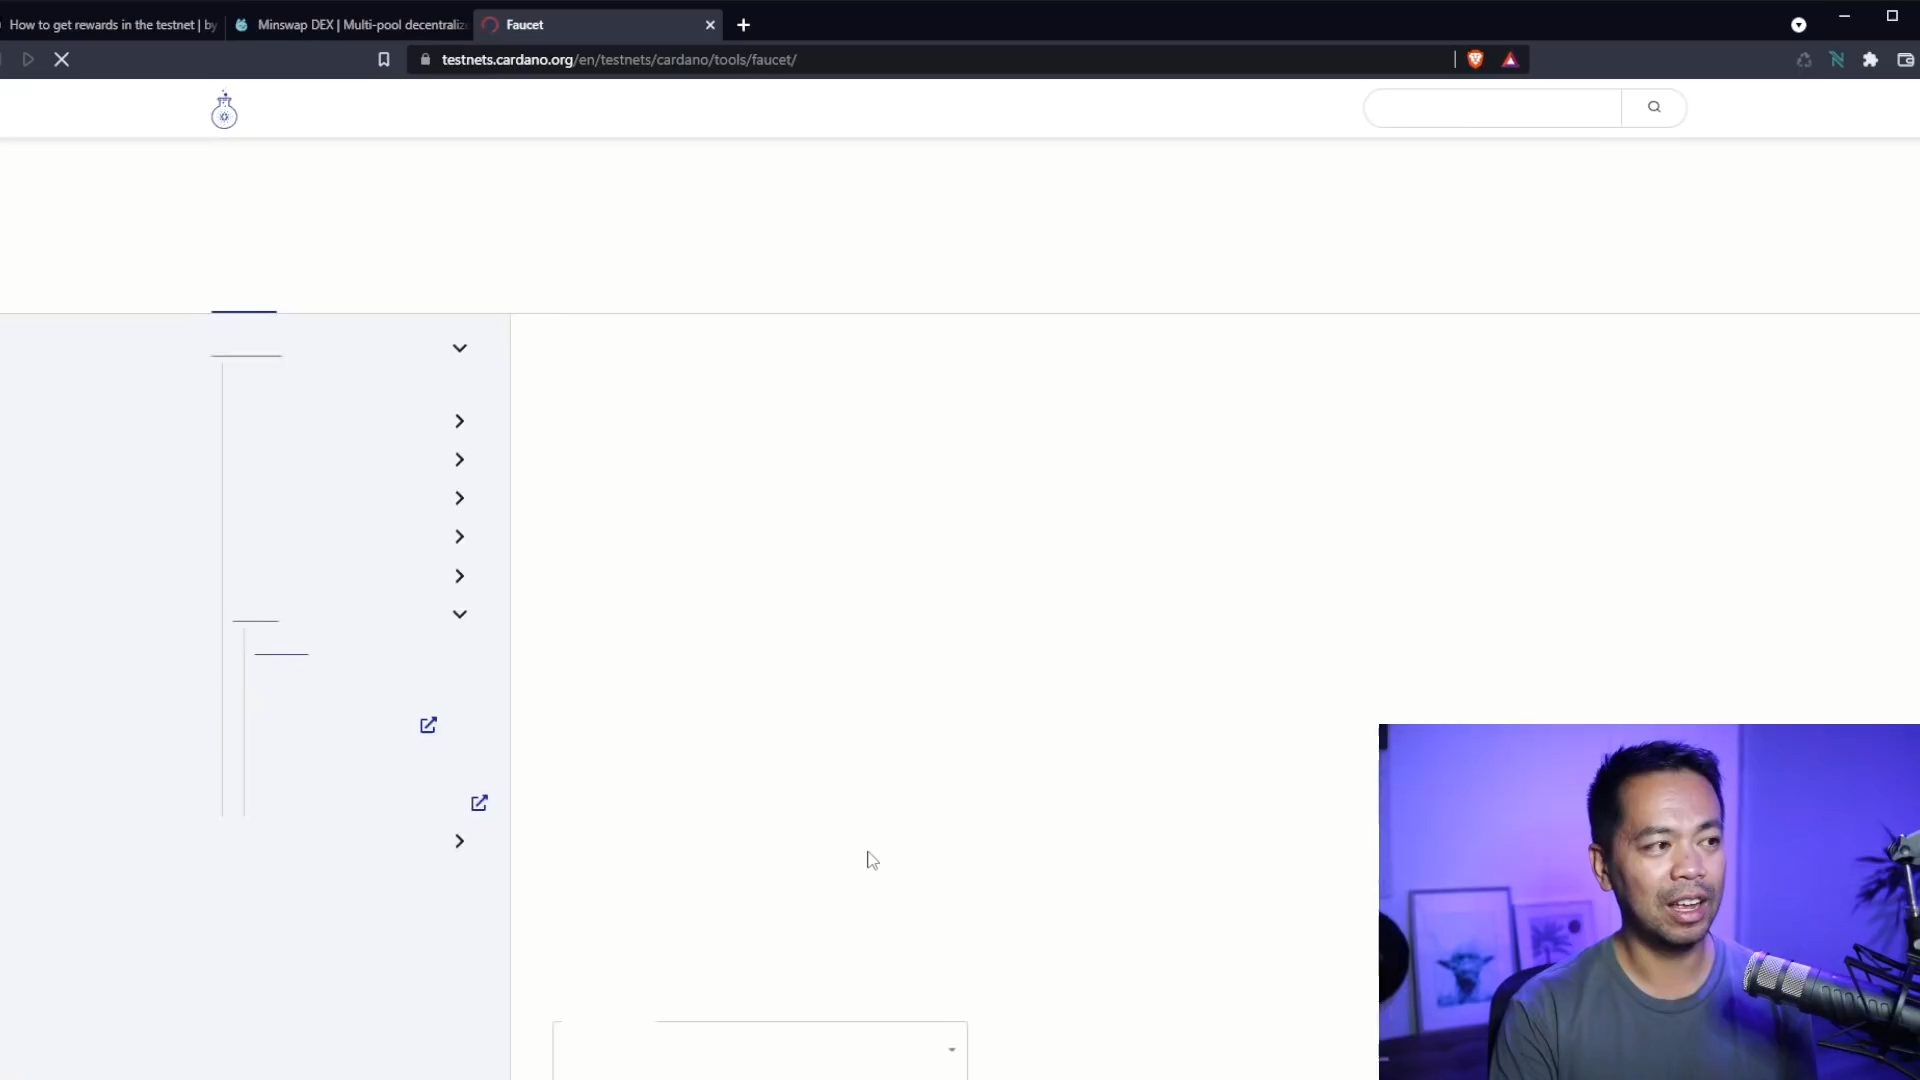 How to get rewards in the testnet | by
Minswap DEX | Multi-pool decentraliz
Faucet
testnets.cardano.org/en/testnets/cardano/tools/faucet/